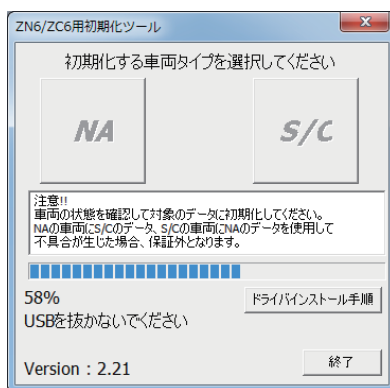 ZN6/ZC6用初期化ツール
初期化する車両タイプを選択してください
NA S/C
注意!!
車両の状態を確認して対象のデータに初期化してください。
NAの車両にS/Cのデータ、S/Cの車両にNAのデータを使用して
不具合が生じた場合、保証外となります。
58%
ドライバインストール手順
USBを抜かないでください
Version : 2.21
終了